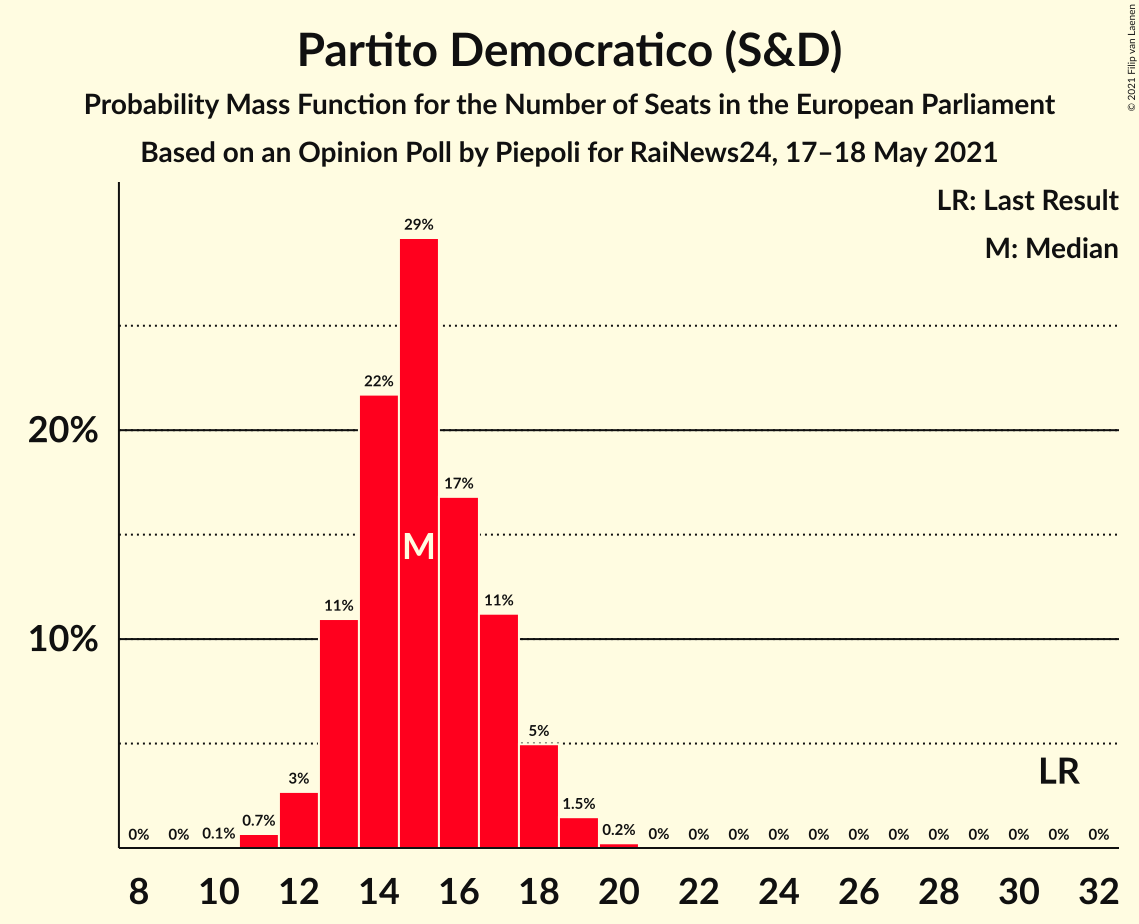 Partito Democratico (S&D)
Probability Mass Function for the Number of Seats in the European Parliament
Based on an Opinion Poll by Piepoli for RaiNews24, 17–18 May 2021
© 2021 Filip van Laenen
LR: Last Result
M: Median
29%
22%
20%
17%
M
11%
11%
10%
5%
LR
3%
1.5%
0.7%
0.2%
0% 0% 0.1% 0% 0% 0% 0% 0% 0% 0% 0% 0% 0% 0% 0%
8 10 12 14 16 18 20 22 24 26 28 30 32